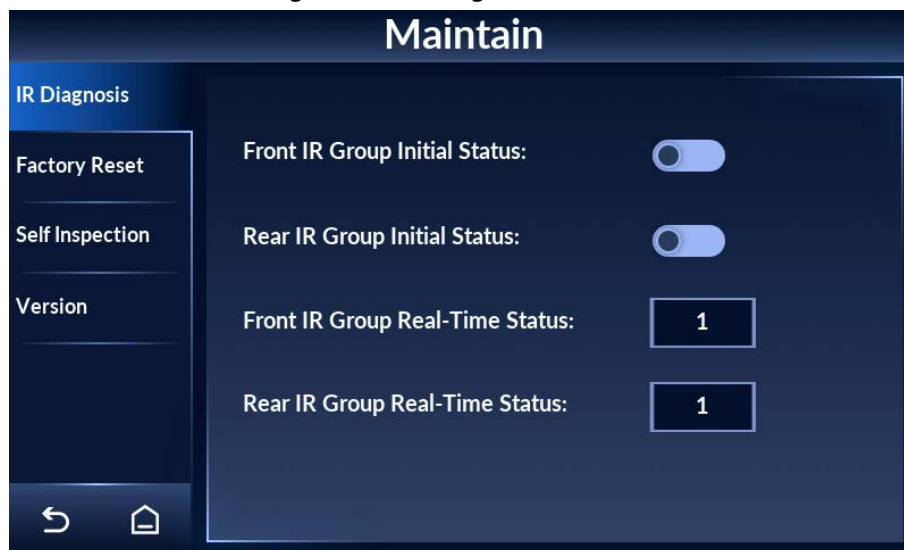 Maintain
IR Diagnosis
Factory Reset
Self Inspection
Version
Front IR Group Initial Status:
Rear IR Group Initial Status:
Front IR Group Real-Time Status: 1
Rear IR Group Real-Time Status: 1